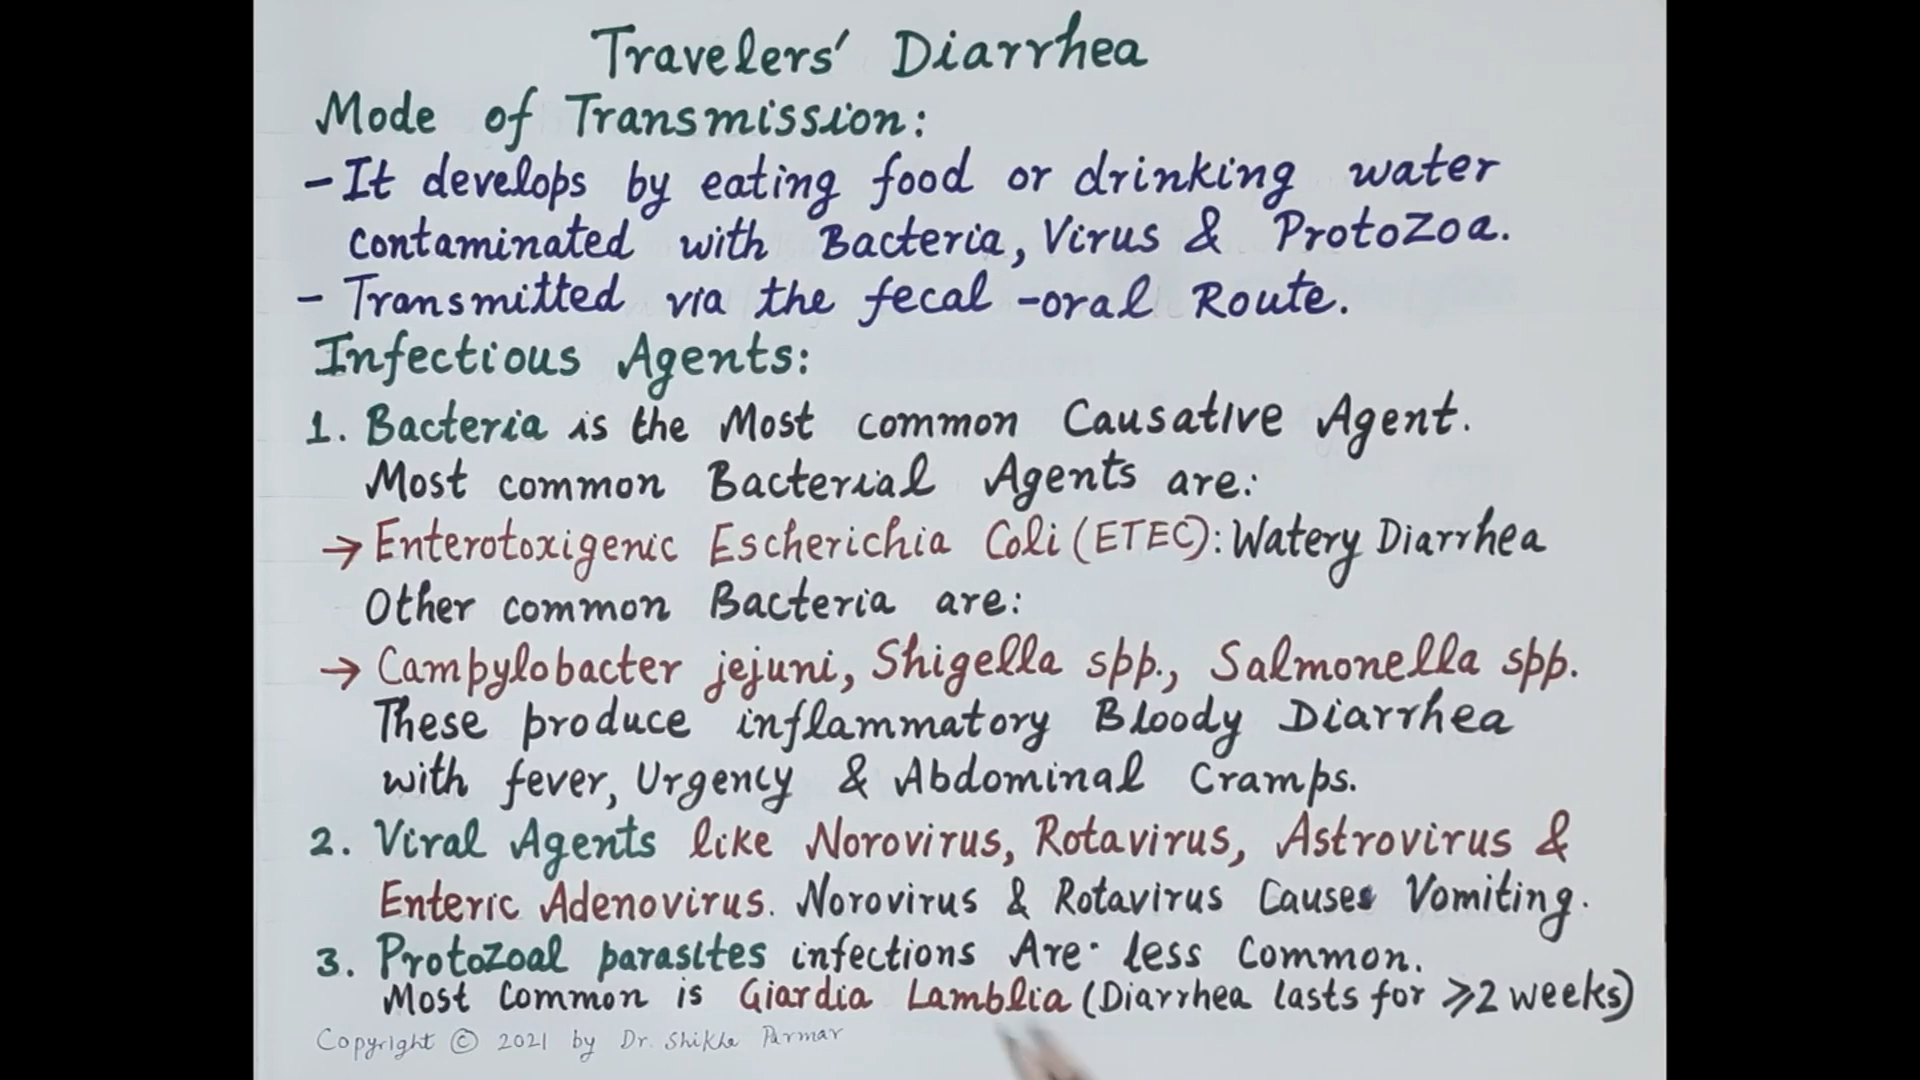 Travelers' Diarrhea
Mode of Transmission:
- It develops by eating food or drinking water
contaminated with Bacteria, Virus & Protozoa.
- Transmitted via the fecal-oral Route.
Infectious Agents:
1. Bacteria is the Most common Causative Agent.
Most common Bacterial Agents are:
→ Enterotoxigenic Escherichia Coli (ETEC): Watery Diarrhea
Other common Bacteria are:
→ Campylobacter jejuni, Shigella spp., Salmonella spp.
These produce inflammatory Bloody Diarrhea
with fever, Urgency & Abdominal Cramps.
2. Viral Agents like Norovirus, Rotavirus, Astrovirus &
Enteric Adenovirus. Norovirus & Rotavirus Causes Vomiting.
3. Protozoal parasites infections Are less Common.
Most Common is Giardia Lamblia (Diarrhea lasts for ⩾2 weeks)
Copyright © 2021 by Dr. Shikha Parmar